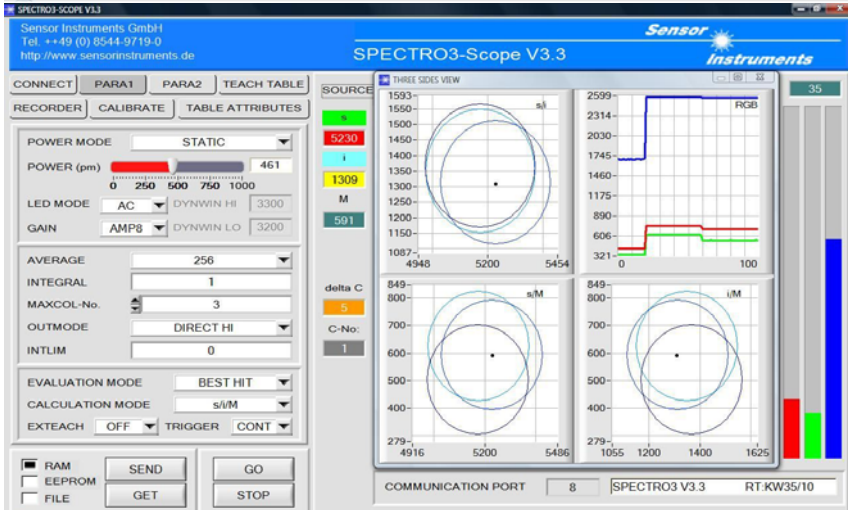 SPECTRO3-SCOPE V3.3
Sensor Instruments GmbH
Tel. ++49 (0) 8544-9719-0
http://www.sensorinstruments.de
SPECTRO3-Scope V3.3
Sensor
Instruments
CONNECT PARA1 PARA2 TEACH TABLE
RECORDER CALIBRATE TABLE ATTRIBUTES
POWER MODE STATIC
POWER (pm) 461
0 250 500 750 1000
LED MODE AC DYNWIN HI 3300
GAIN AMP8 DYNWIN LO 3200
AVERAGE 256
INTEGRAL 1
MAXCOL-No. 3
OUTMODE DIRECT HI
INTLIM 0
EVALUATION MODE BEST HIT
CALCULATION MODE s/i/M
EXTEACH OFF TRIGGER CONT
RAM
EEPROM
FILE
SEND GO
GET STOP
SOURCE
s
5230
i
1309
M
591
delta C
5
C-No:
1
THREE SIDES VIEW
s/i
1593-
1550-
1500-
1450-
1400-
1350-
1300-
1250-
1200-
1150-
1087-
4948 5200 5454
RGB
2599-
2314-
2030-
1745-
1460-
1175-
890-
606-
321-
0 100
s/M
849-
800-
700-
600-
500-
400-
279-
4916 5200 5486
i/M
849-
800-
700-
600-
500-
400-
279-
1055 1200 1400 1625
35
COMMUNICATION PORT 8 SPECTRO3 V3.3 RT:KW35/10